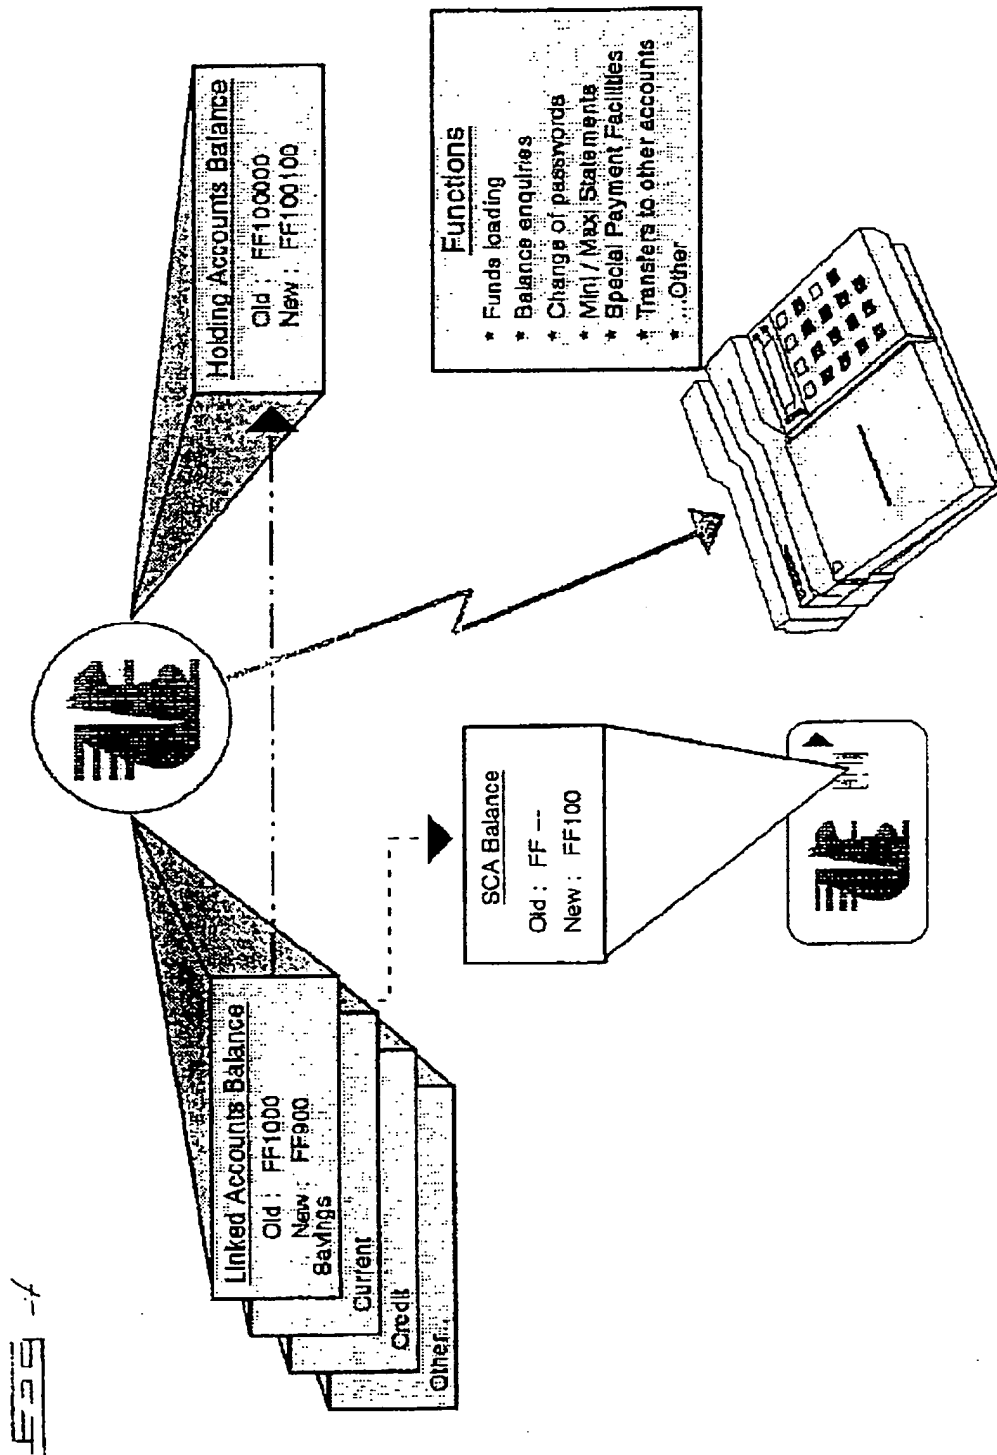 Linked Accounts Balance
Old : FF1000
New : FF900
Savings
Current
Credit
Other...
Holding Accounts Balance
Old : FF100000
New : FF100100
SCA Balance
Old : FF ---
New : FF100
Functions
* Funds loading
* Balance enquiries
* Change of passwords
* Mini / Maxi Statements
* Special Payment Facilities
* Transfers to other accounts
* ...Other